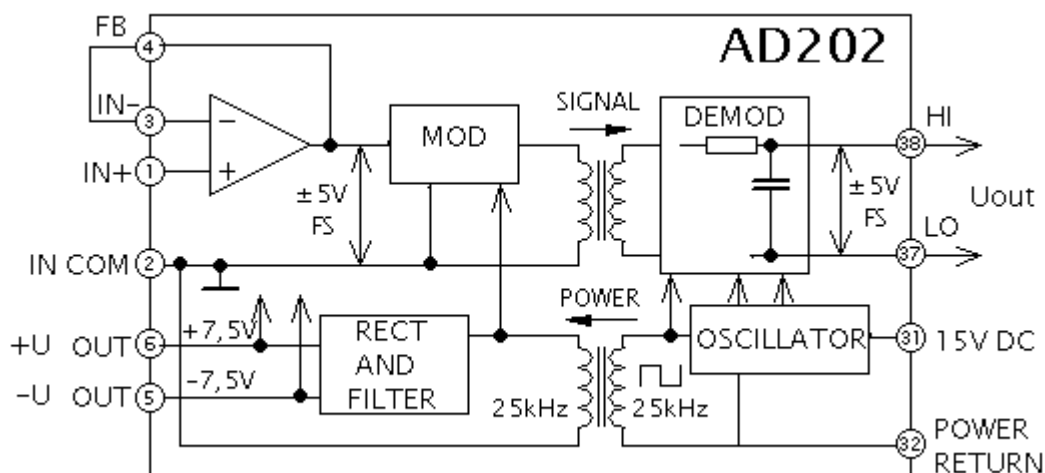 FB
4
AD202
IN-
3
−
SIGNAL
DEMOD
HI
MOD
38
IN+
1
+
±5V
FS
±5V
FS
Uout
LO
IN COM
2
37
POWER
+U OUT
6
+7,5V
RECT
AND
FILTER
OSCILLATOR
31
15V DC
−U OUT
5
−7,5V
25kHz
25kHz
32
POWER
RETURN